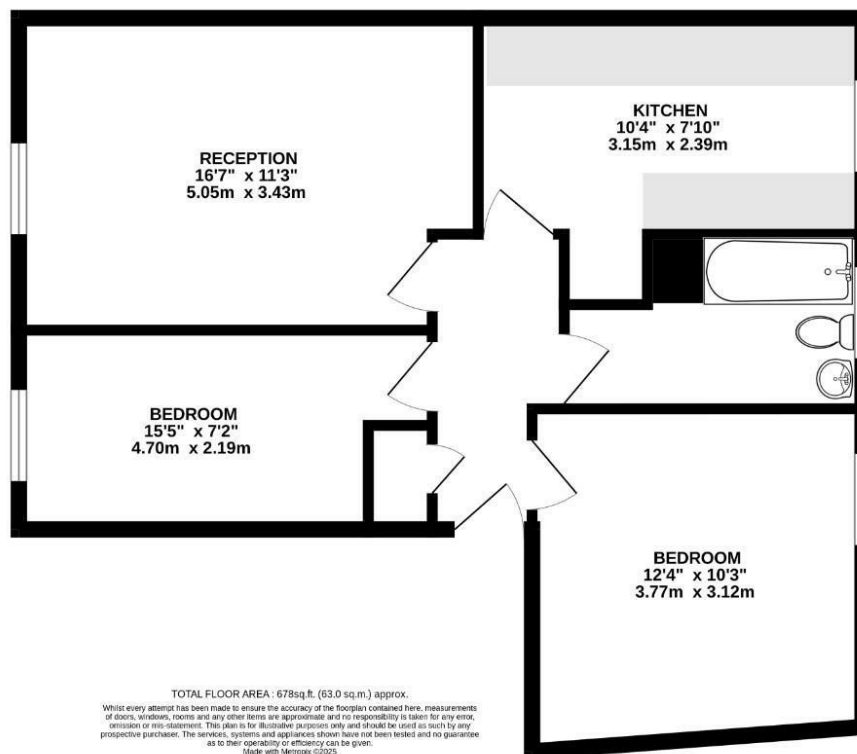 RECEPTION
16'7" x 11'3"
5.05m x 3.43m
KITCHEN
10'4" x 7'10"
3.15m x 2.39m
BEDROOM
15'5" x 7'2"
4.70m x 2.19m
BEDROOM
12'4" x 10'3"
3.77m x 3.12m
TOTAL FLOOR AREA : 678sq.ft. (63.0 sq.m.) approx.
Whilst every attempt has been made to ensure the accuracy of the floorplan contained here, measurements
of doors, windows, rooms and any other items are approximate and no responsibility is taken for any error,
omission or mis-statement. This plan is for illustrative purposes only and should be used as such by any
prospective purchaser. The services, systems and appliances shown have not been tested and no guarantee
as to their operability or efficiency can be given.
Made with Metropix ©2025